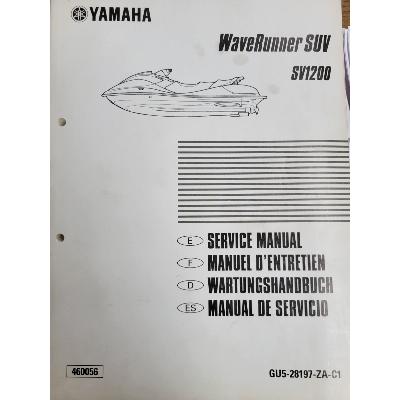 YAMAHA
WaveRunner SUV
SV1200
E SERVICE MANUAL
F MANUEL D'ENTRETIEN
D WARTUNGSHANDBUCH
ES MANUAL DE SERVICIO
460056
GU5-28197-ZA-C1